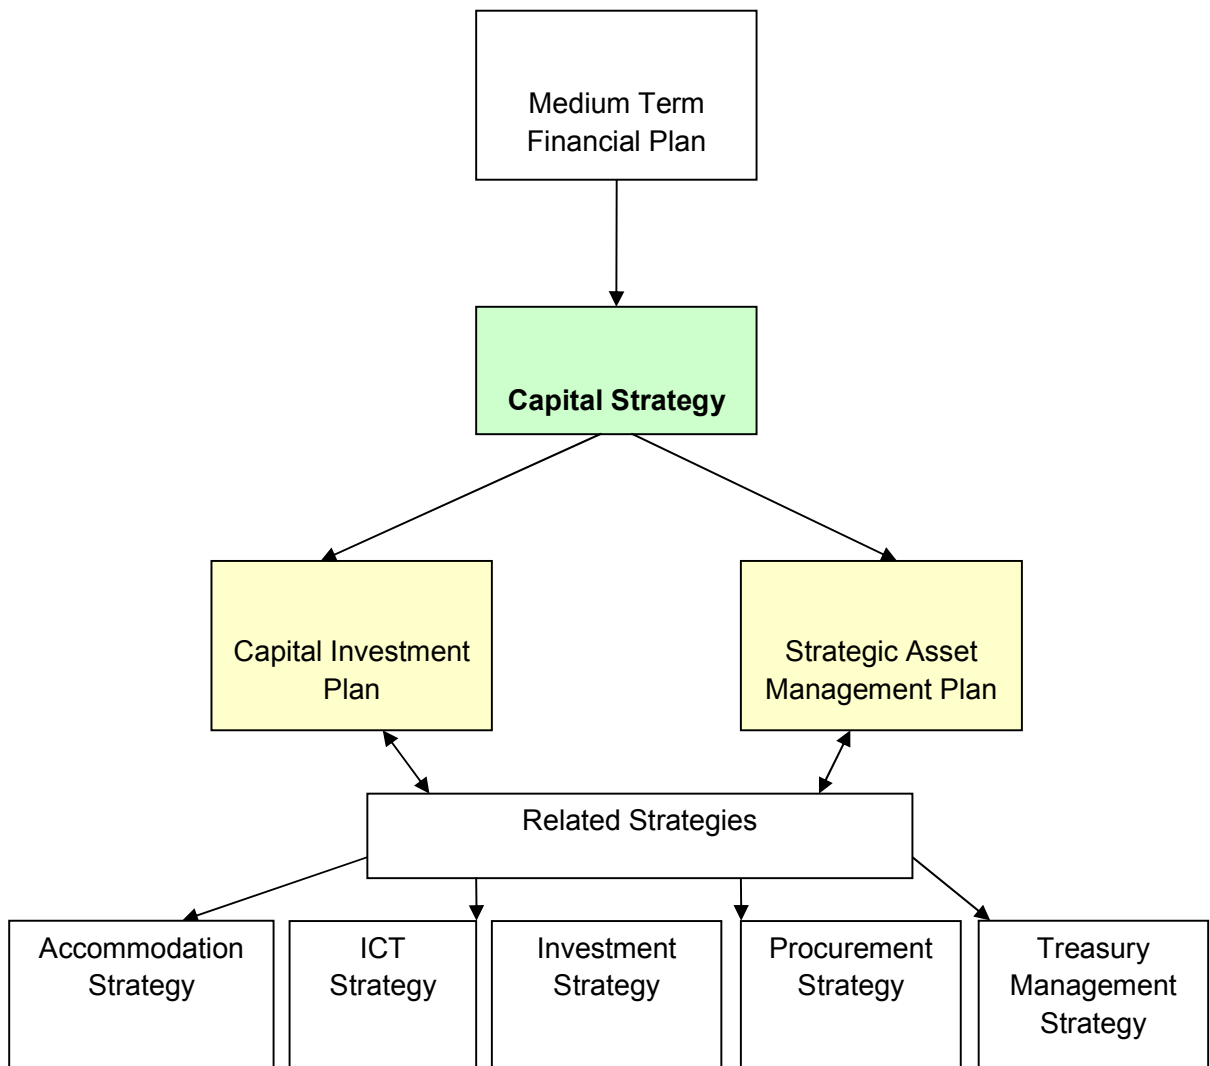 Medium Term
Financial Plan
Capital Strategy
Capital Investment
Plan
Strategic Asset
Management Plan
Related Strategies
Accommodation
Strategy
ICT
Strategy
Investment
Strategy
Procurement
Strategy
Treasury
Management
Strategy